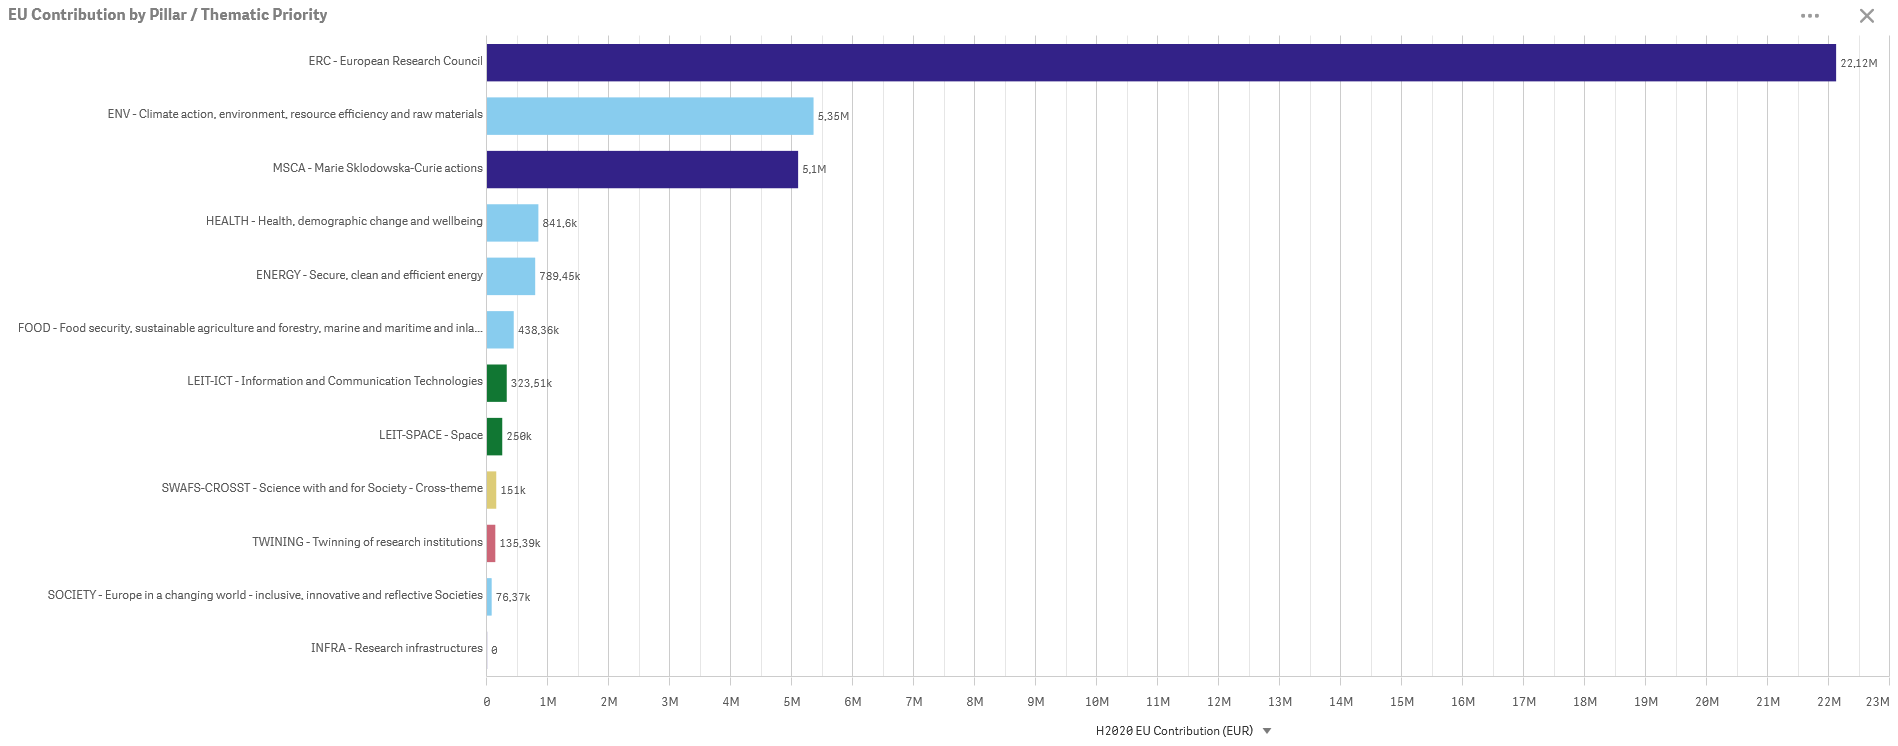 EU Contribution by Pillar / Thematic Priority
ERC - European Research Council
22,12M
ENV - Climate action, environment, resource efficiency and raw materials
5,35M
MSCA - Marie Sklodowska-Curie actions
5,1M
HEALTH - Health, demographic change and wellbeing
841,6k
ENERGY - Secure, clean and efficient energy
789,45k
FOOD - Food security, sustainable agriculture and forestry, marine and maritime and inla...
438,36k
LEIT-ICT - Information and Communication Technologies
323,51k
LEIT-SPACE - Space
250k
SWAFS-CROSST - Science with and for Society - Cross-theme
151k
TWINING - Twinning of research institutions
135,39k
SOCIETY - Europe in a changing world - inclusive, innovative and reflective Societies
76,37k
INFRA - Research infrastructures
0
0 1M 2M 3M 4M 5M 6M 7M 8M 9M 10M 11M 12M 13M 14M 15M 16M 17M 18M 19M 20M 21M 22M 23M
H2020 EU Contribution (EUR)